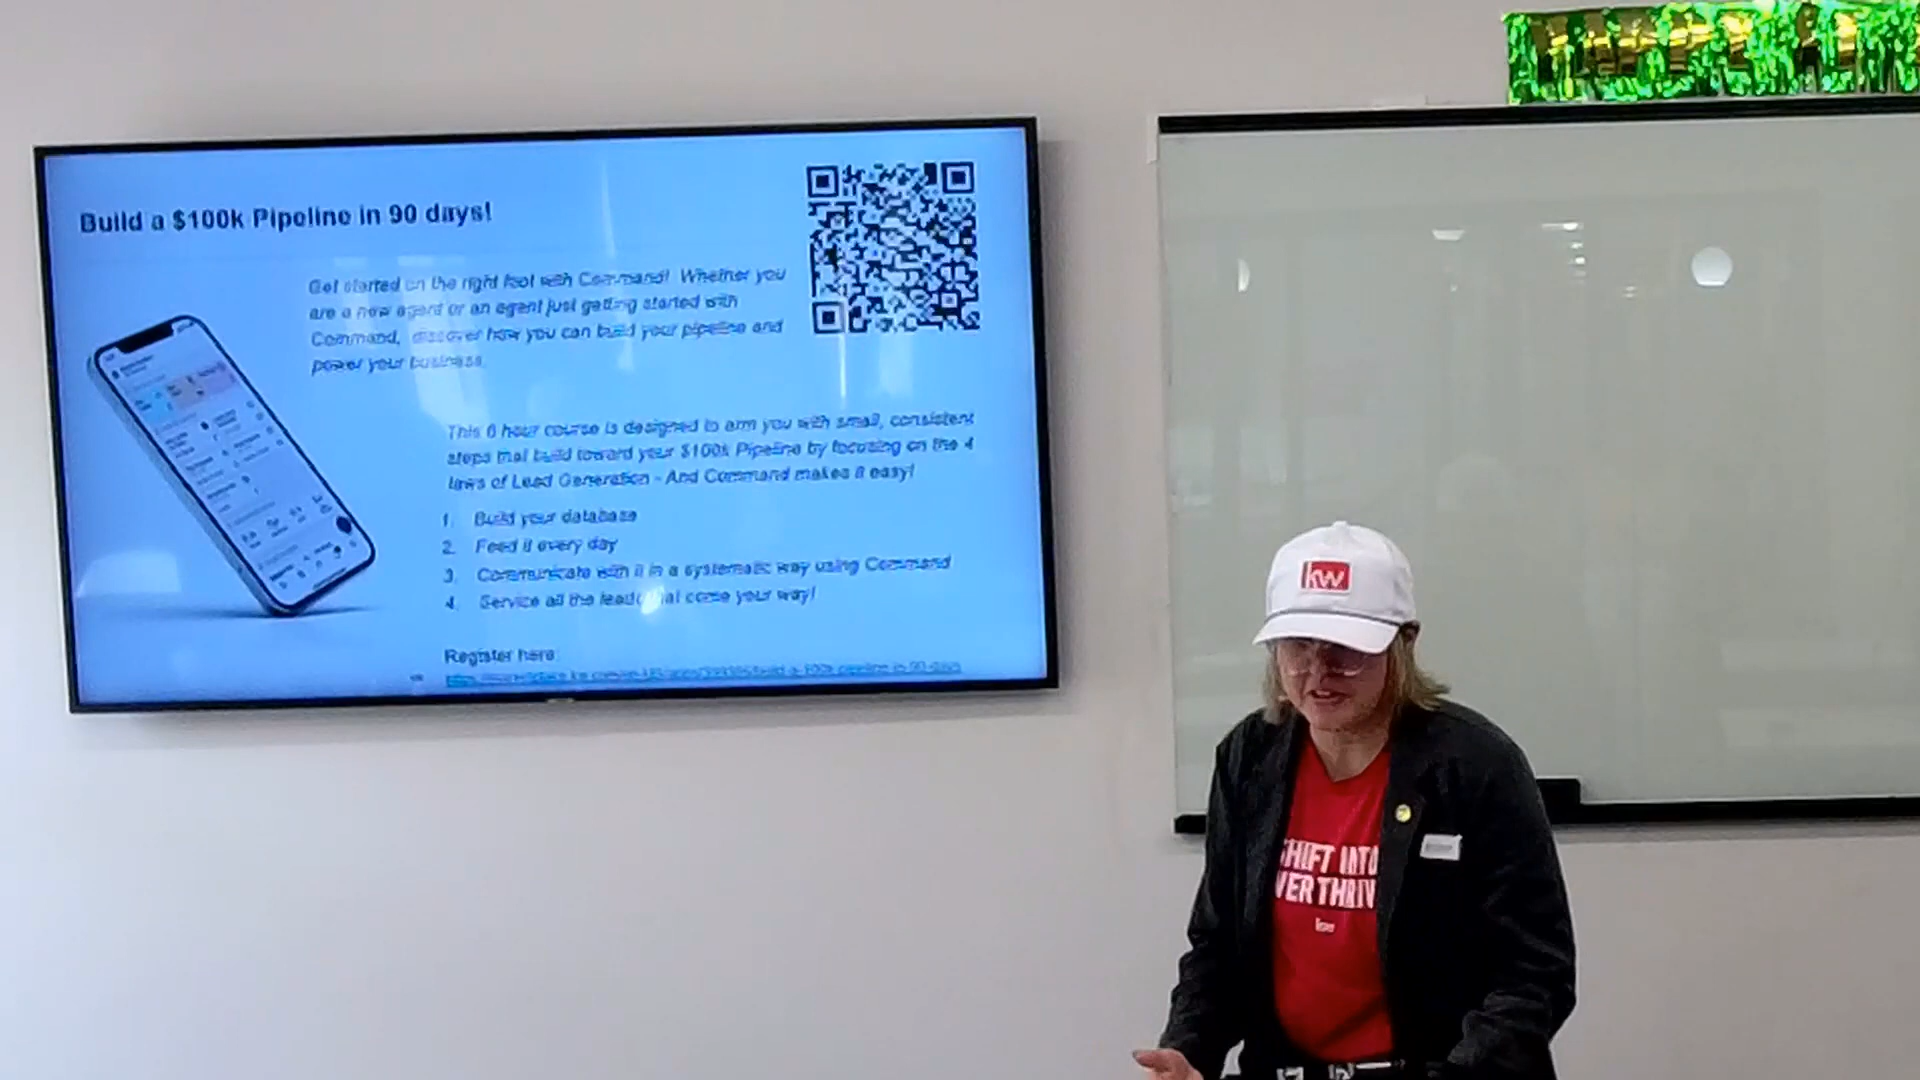 Build a $100k Pipeline in 90 days!
Get started on the right foot with Command! Whether you
are a new agent or an agent just getting started with
Command, discover how you can build your pipeline and
power your business.
This 6 hour course is designed to arm you with small, consistent
steps that build toward your $100k Pipeline by focusing on the 4
laws of Lead Generation - And Command makes it easy!
1. Build your database
2. Feed it every day
3. Communicate with it in a systematic way using Command
4. Service all the leads that come your way!
Register here
kw
SHIFT INTO
VERTHRIV
kw